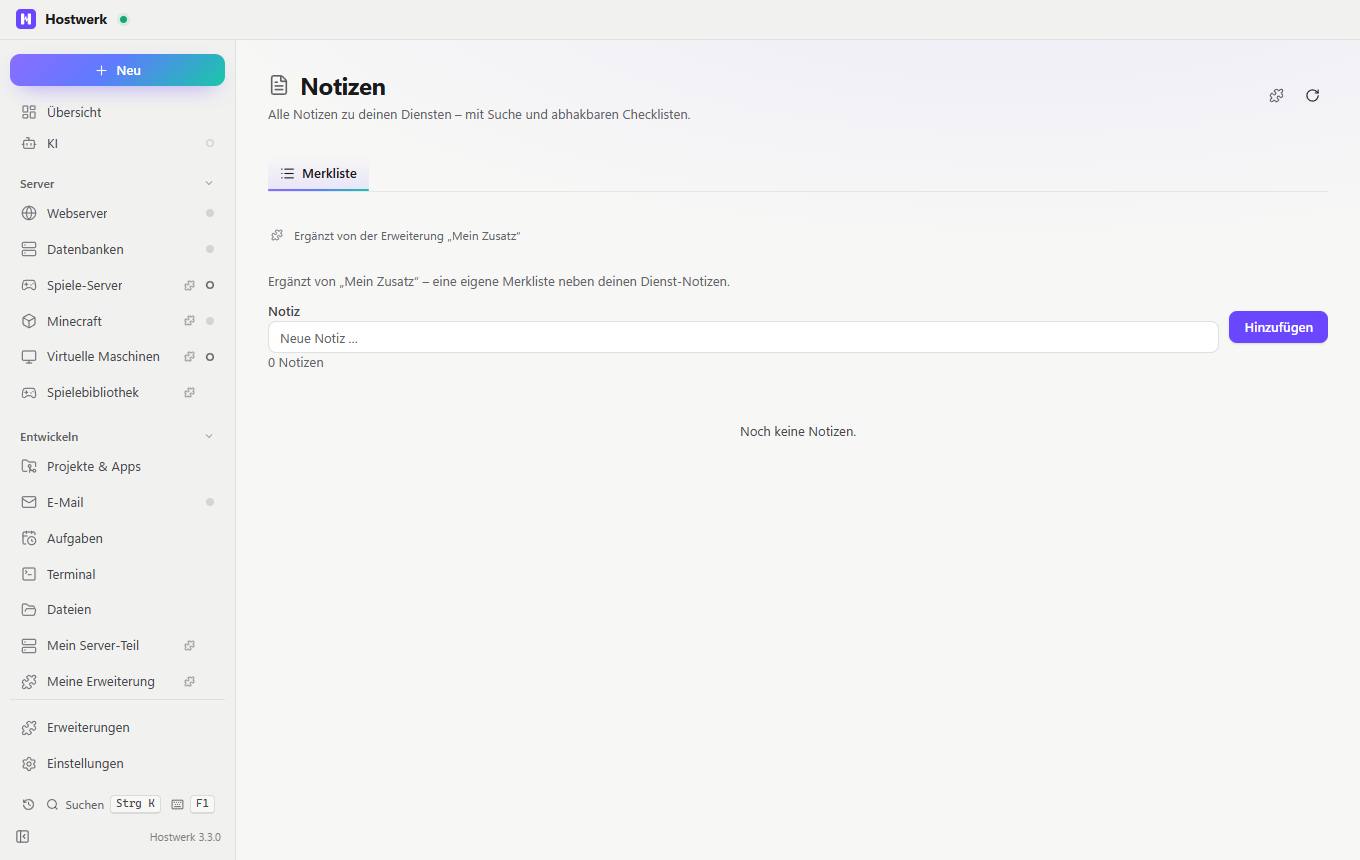 Hostwerk
Neu
Übersicht
KI
Server
Webserver
Datenbanken
Spiele-Server
Minecraft
Virtuelle Maschinen
Spielebibliothek
Entwickeln
Projekte & Apps
E-Mail
Aufgaben
Terminal
Dateien
Mein Server-Teil
Meine Erweiterung
Erweiterungen
Einstellungen
Suchen Strg K F1
Hostwerk 3.3.0
Notizen
Alle Notizen zu deinen Diensten – mit Suche und abhakbaren Checklisten.
Merkliste
Ergänzt von der Erweiterung „Mein Zusatz“
Ergänzt von „Mein Zusatz“ – eine eigene Merkliste neben deinen Dienst-Notizen.
Notiz
Neue Notiz …
Hinzufügen
0 Notizen
Noch keine Notizen.